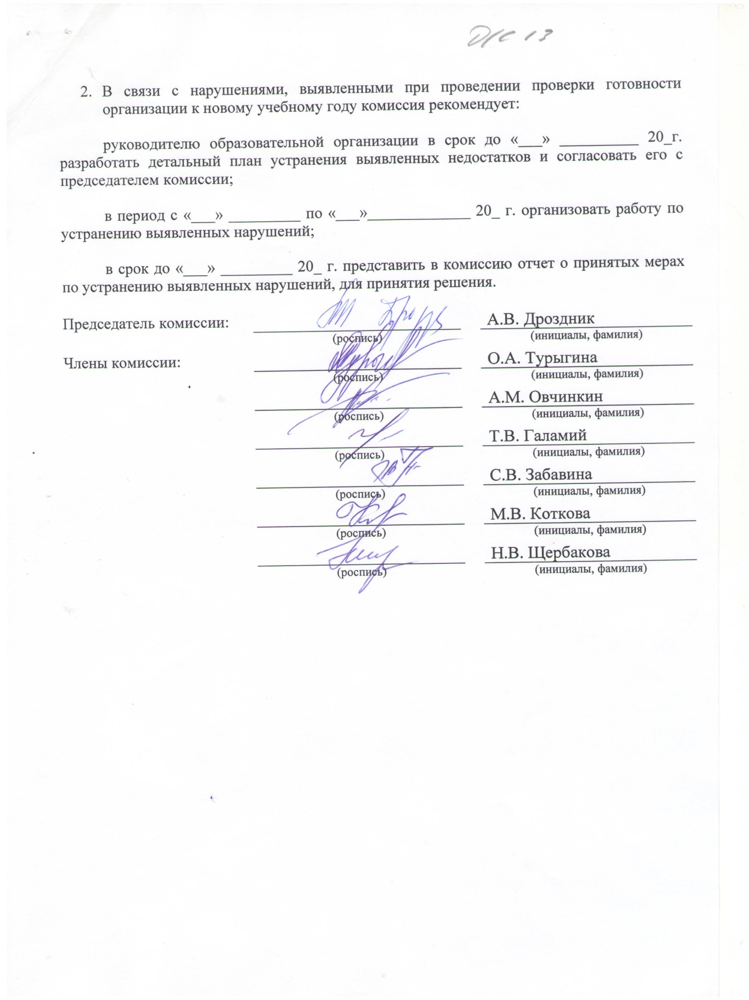 Д/С 13
2. В связи с нарушениями, выявленными при проведении проверки готовности
организации к новому учебному году комиссия рекомендует:
руководителю образовательной организации в срок до «___» __________ 20_г.
разработать детальный план устранения выявленных недостатков и согласовать его с
председателем комиссии;
в период с «___» _________ по «___»_____________ 20_ г. организовать работу по
устранению выявленных нарушений;
в срок до «___» _________ 20_ г. представить в комиссию отчет о принятых мерах
по устранению выявленных нарушений, для принятия решения.
Председатель комиссии: А.В. Дроздник
(роспись) (инициалы, фамилия)
Члены комиссии: О.А. Турыгина
(роспись) (инициалы, фамилия)
А.М. Овчинкин
(роспись) (инициалы, фамилия)
Т.В. Галамий
(роспись) (инициалы, фамилия)
С.В. Забавина
(роспись) (инициалы, фамилия)
М.В. Коткова
(роспись) (инициалы, фамилия)
Н.В. Щербакова
(роспись) (инициалы, фамилия)